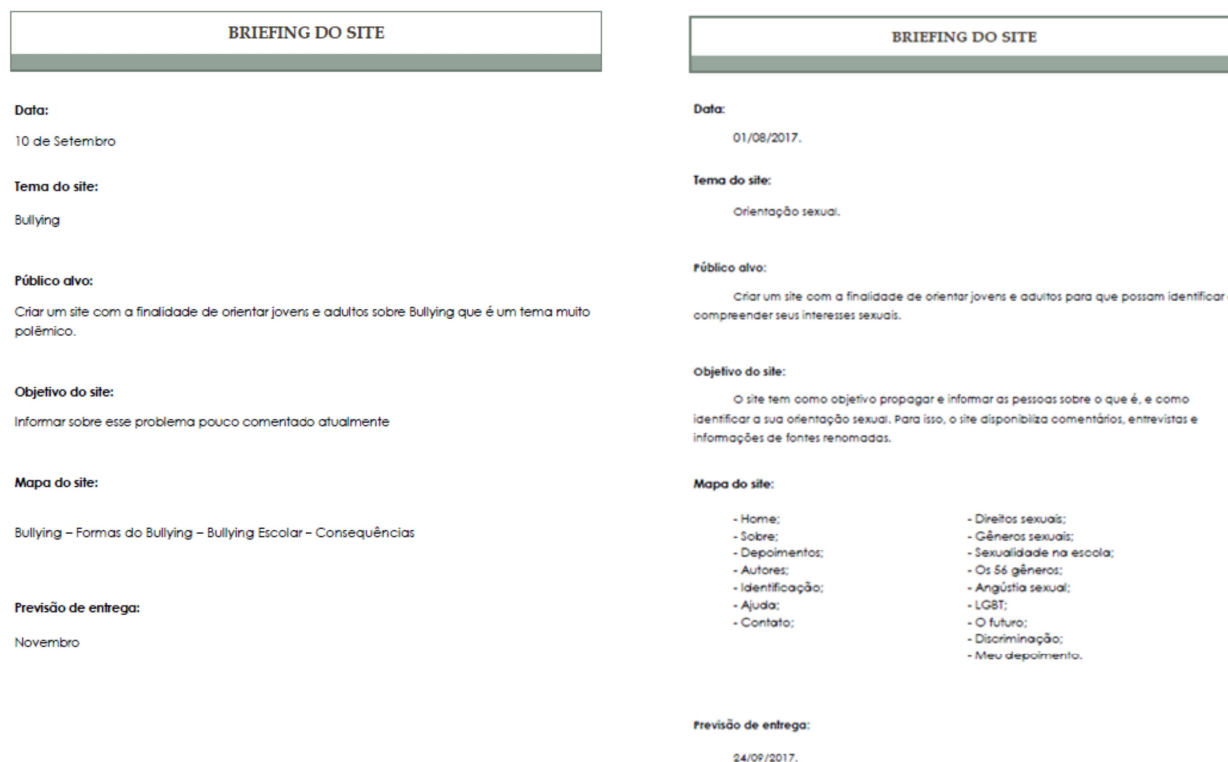 BRIEFING DO SITE
Data:
10 de Setembro
Tema do site:
Bullying
Público alvo:
Criar um site com a finalidade de orientar jovens e adultos sobre Bullying que é um tema muito
polêmico.
Objetivo do site:
Informar sobre esse problema pouco comentado atualmente
Mapa do site:
Bullying – Formas do Bullying – Bullying Escolar – Consequências
Previsão de entrega:
Novembro
BRIEFING DO SITE
Data:
01/08/2017.
Tema do site:
Orientação sexual.
Público alvo:
Criar um site com a finalidade de orientar jovens e adultos para que possam identificar
compreender seus interesses sexuais.
Objetivo do site:
O site tem como objetivo propagar e informar as pessoas sobre o que é, e como
identificar a sua orientação sexual. Para isso, o site disponibiliza comentários, entrevistas e
informações de fontes renomadas.
Mapa do site:
- Home;
- Sobre;
- Depoimentos;
- Autores;
- Identificação;
- Ajuda;
- Contato;
- Direitos sexuais;
- Gêneros sexuais;
- Sexualidade na escola;
- Os 56 gêneros;
- Angústia sexual;
- LGBT;
- O futuro;
- Discriminação;
- Meu depoimento.
Previsão de entrega:
24/09/2017.